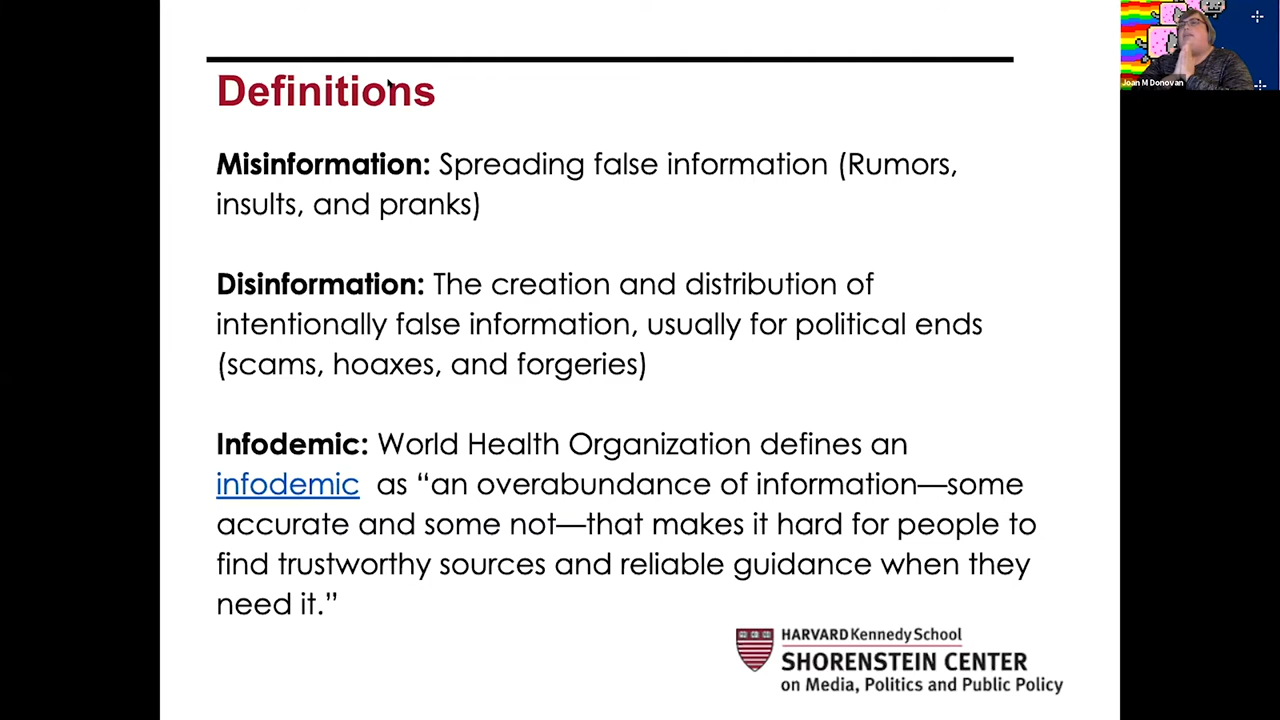 Definitions
Misinformation: Spreading false information (Rumors,
insults, and pranks)
Disinformation: The creation and distribution of
intentionally false information, usually for political ends
(scams, hoaxes, and forgeries)
Infodemic: World Health Organization defines an
infodemic as “an overabundance of information—some
accurate and some not—that makes it hard for people to
find trustworthy sources and reliable guidance when they
need it.”
HARVARD Kennedy School
SHORENSTEIN CENTER
on Media, Politics and Public Policy
Joan M Donovan